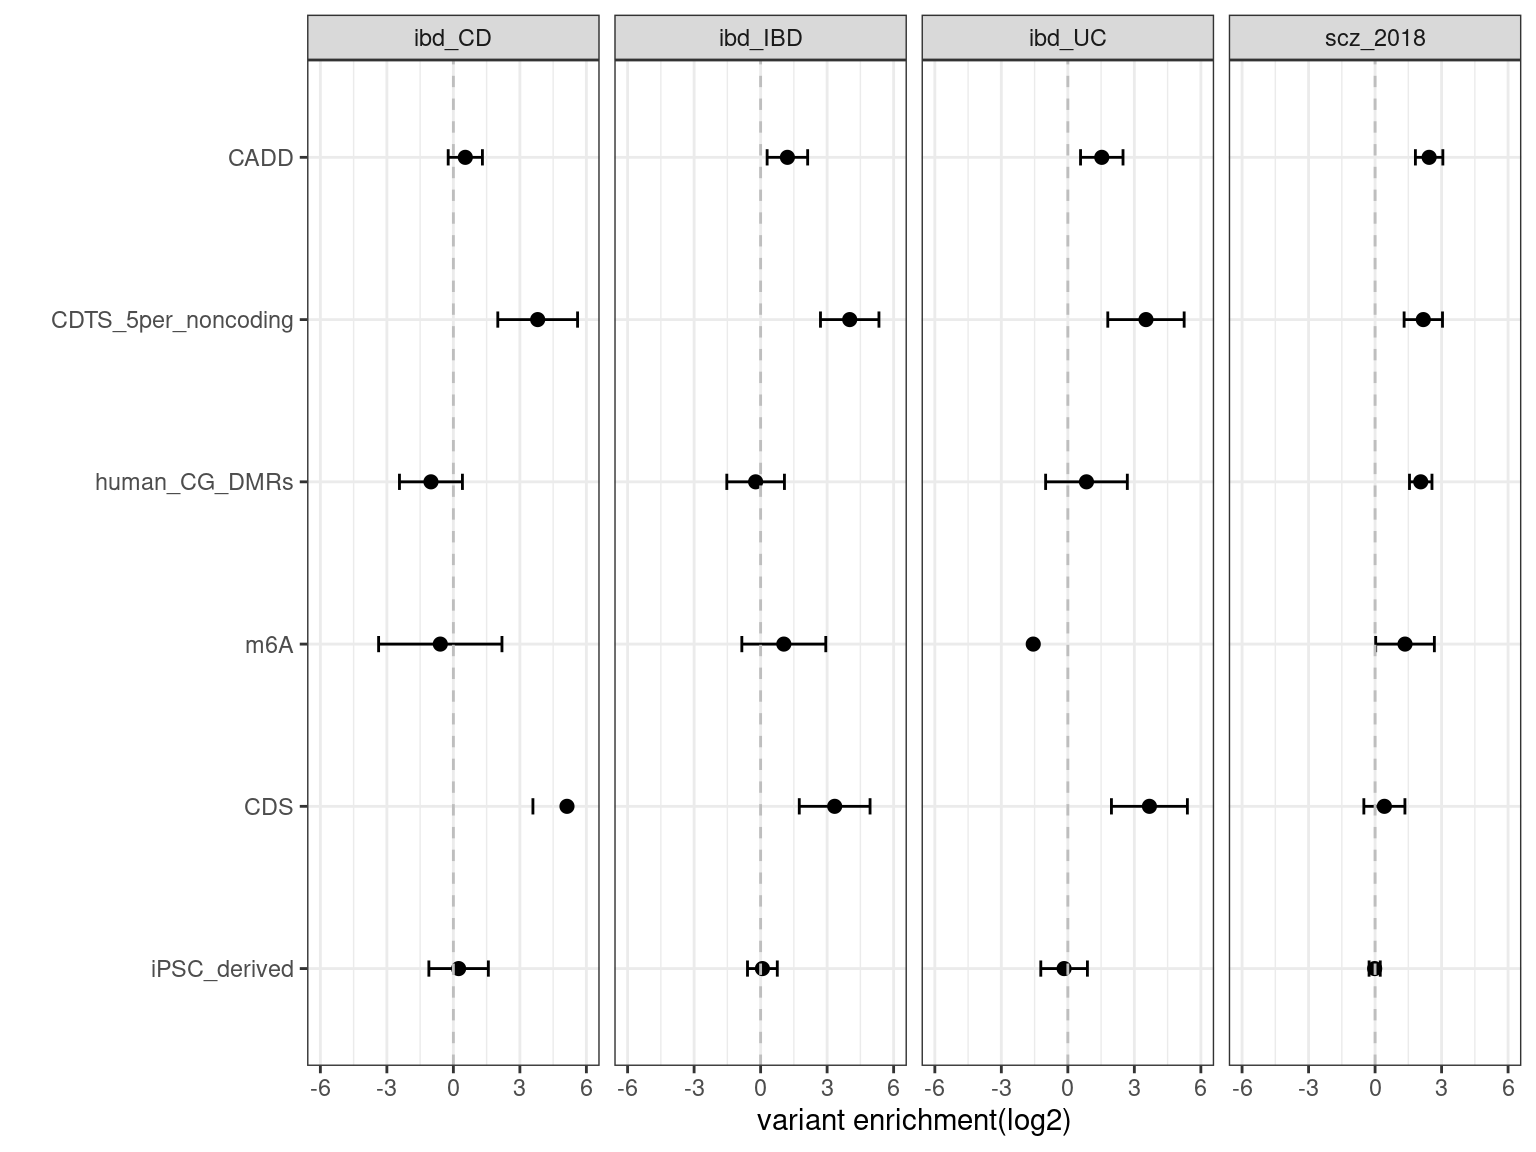 ibd_CD ibd_IBD ibd_UC scz_2018
CADD
CDTS_5per_noncoding
human_CG_DMRs
m6A
CDS
iPSC_derived
-6 -3 0 3 6 -6 -3 0 3 6 -6 -3 0 3 6 -6 -3 0 3 6
variant enrichment(log2)